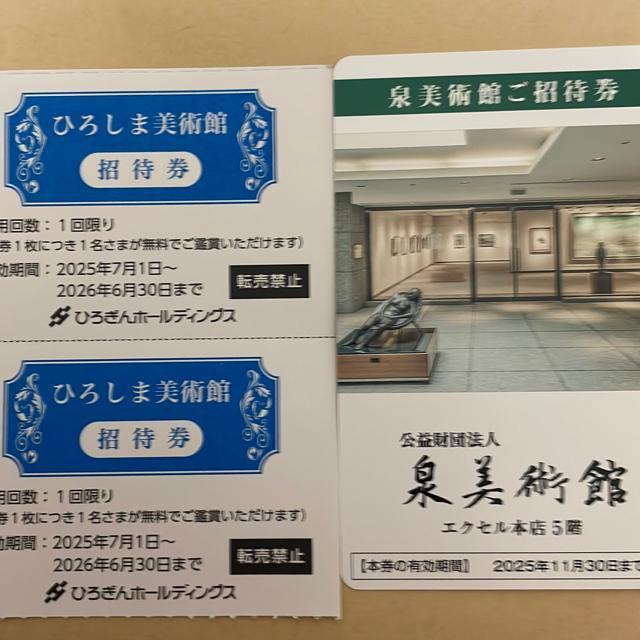 ひろしま美術館
招待券
用回数：1回限り
券1枚につき1名さまが無料でご鑑賞いただけます）
効期間：2025年7月1日～
2026年6月30日まで
転売禁止
ひろぎんホールディングス
ひろしま美術館
招待券
用回数：1回限り
券1枚につき1名さまが無料でご鑑賞いただけます）
効期間：2025年7月1日～
2026年6月30日まで
転売禁止
ひろぎんホールディングス
泉美術館ご招待券
公益財団法人
泉美術館
エクセル本店5階
【本券の有効期間】 2025年11月30日まで